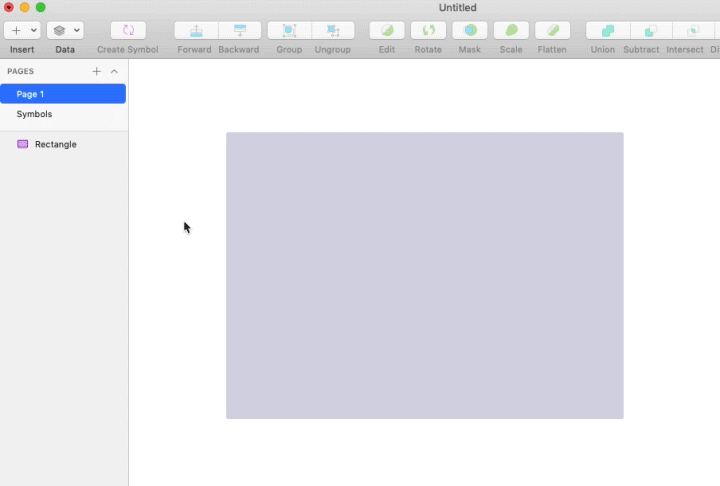 Untitled
Insert Data Create Symbol Forward Backward Group Ungroup Edit Rotate Mask Scale Flatten Union Subtract Intersect Di
PAGES
Page 1
Symbols
Rectangle